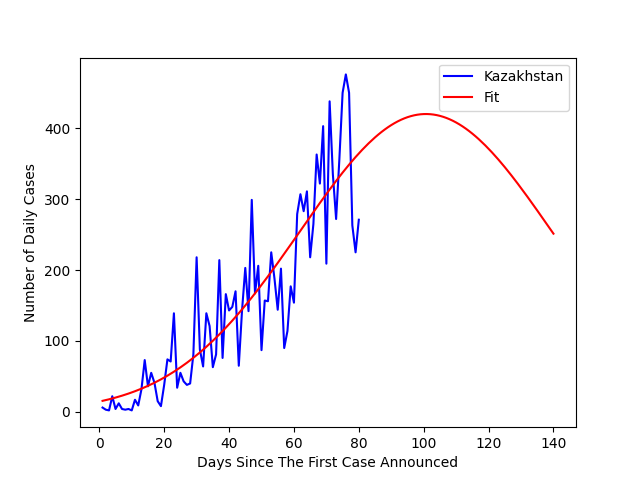 Kazakhstan
Fit
Number of Daily Cases
400
300
200
100
0
0 20 40 60 80 100 120 140
Days Since The First Case Announced